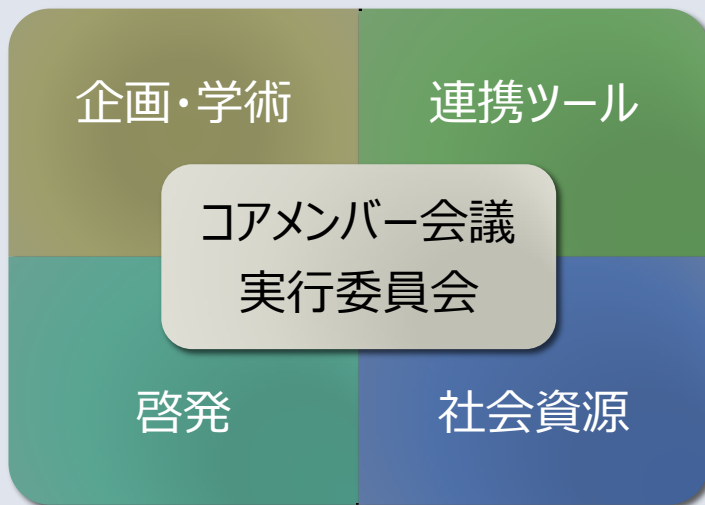 企画・学術
連携ツール
コアメンバー会議
実行委員会
啓発
社会資源